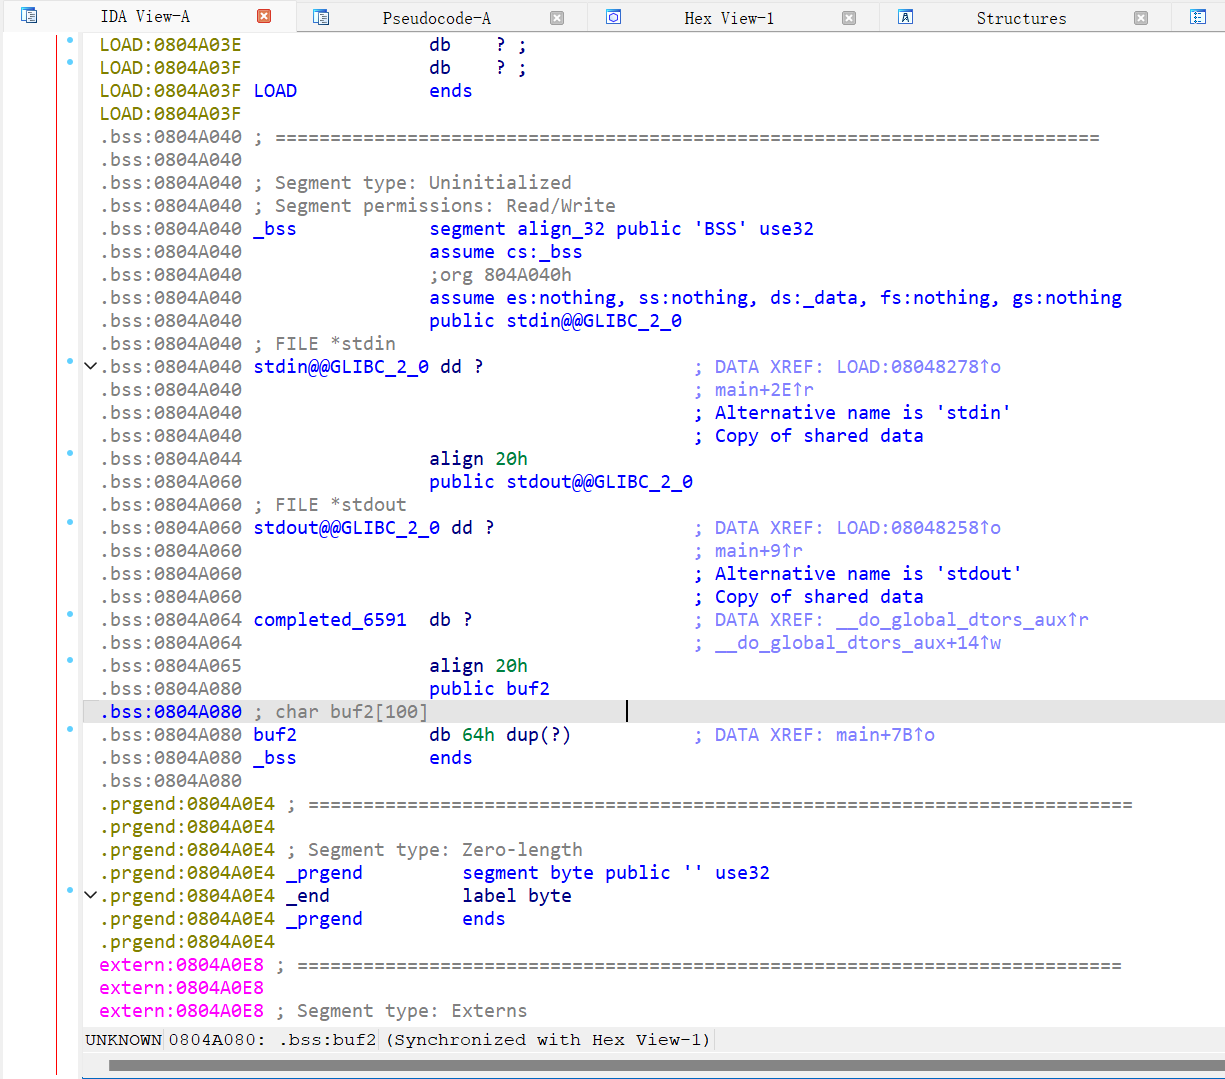 IDA View-A Pseudocode-A Hex View-1 Structures
LOAD:0804A03E db ? ;
LOAD:0804A03F db ? ;
LOAD:0804A03F LOAD ends
LOAD:0804A03F
.bss:0804A040 ; ===========================================================================
.bss:0804A040
.bss:0804A040 ; Segment type: Uninitialized
.bss:0804A040 ; Segment permissions: Read/Write
.bss:0804A040 _bss segment align_32 public 'BSS' use32
.bss:0804A040 assume cs:_bss
.bss:0804A040 ;org 804A040h
.bss:0804A040 assume es:nothing, ss:nothing, ds:_data, fs:nothing, gs:nothing
.bss:0804A040 public stdin@@GLIBC_2_0
.bss:0804A040 ; FILE *stdin
.bss:0804A040 stdin@@GLIBC_2_0 dd ? ; DATA XREF: LOAD:08048278↑o
.bss:0804A040 ; main+2E↑r
.bss:0804A040 ; Alternative name is 'stdin'
.bss:0804A040 ; Copy of shared data
.bss:0804A044 align 20h
.bss:0804A060 public stdout@@GLIBC_2_0
.bss:0804A060 ; FILE *stdout
.bss:0804A060 stdout@@GLIBC_2_0 dd ? ; DATA XREF: LOAD:08048258↑o
.bss:0804A060 ; main+9↑r
.bss:0804A060 ; Alternative name is 'stdout'
.bss:0804A060 ; Copy of shared data
.bss:0804A064 completed_6591 db ? ; DATA XREF: __do_global_dtors_aux↑r
.bss:0804A064 ; __do_global_dtors_aux+14↑w
.bss:0804A065 align 20h
.bss:0804A080 public buf2
.bss:0804A080 ; char buf2[100]
.bss:0804A080 buf2 db 64h dup(?) ; DATA XREF: main+7B↑o
.bss:0804A080 _bss ends
.bss:0804A080
.prgend:0804A0E4 ; ===========================================================================
.prgend:0804A0E4
.prgend:0804A0E4 ; Segment type: Zero-length
.prgend:0804A0E4 _prgend segment byte public '' use32
.prgend:0804A0E4 _end label byte
.prgend:0804A0E4 _prgend ends
.prgend:0804A0E4
extern:0804A0E8 ; ===========================================================================
extern:0804A0E8
extern:0804A0E8 ; Segment type: Externs
UNKNOWN 0804A080: .bss:buf2 (Synchronized with Hex View-1)